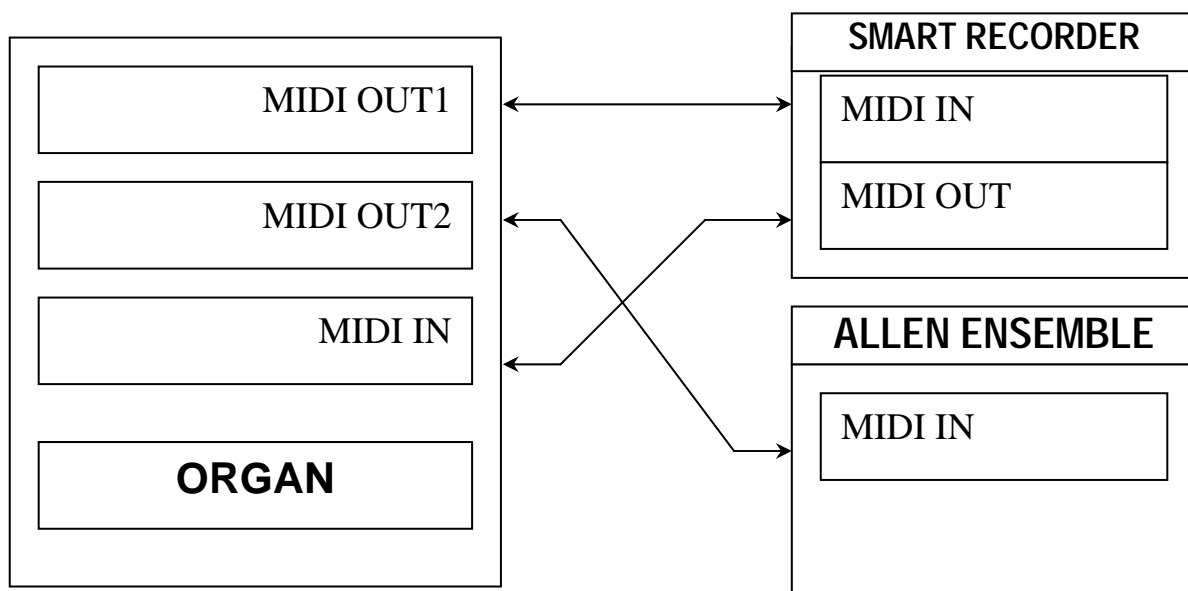 MIDI OUT1
MIDI OUT2
MIDI IN
ORGAN
SMART RECORDER
MIDI IN
MIDI OUT
ALLEN ENSEMBLE
MIDI IN